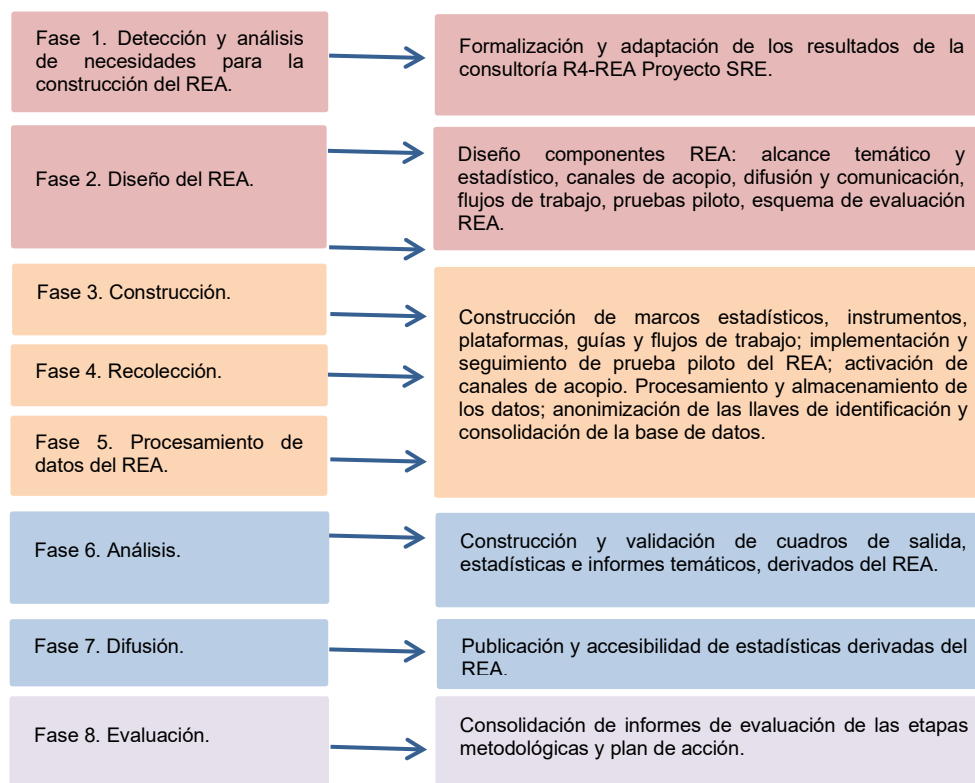 Fase 1. Detección y análisis
de necesidades para la
construcción del REA.
Formalización y adaptación de los resultados de la
consultoría R4-REA Proyecto SRE.
Fase 2. Diseño del REA.
Diseño componentes REA: alcance temático y
estadístico, canales de acopio, difusión y comunicación,
flujos de trabajo, pruebas piloto, esquema de evaluación
REA.
Fase 3. Construcción.
Fase 4. Recolección.
Fase 5. Procesamiento de
datos del REA.
Construcción de marcos estadísticos, instrumentos,
plataformas, guías y flujos de trabajo; implementación y
seguimiento de prueba piloto del REA; activación de
canales de acopio. Procesamiento y almacenamiento de
los datos; anonimización de las llaves de identificación y
consolidación de la base de datos.
Fase 6. Análisis.
Construcción y validación de cuadros de salida,
estadísticas e informes temáticos, derivados del REA.
Fase 7. Difusión.
Publicación y accesibilidad de estadísticas derivadas del
REA.
Fase 8. Evaluación.
Consolidación de informes de evaluación de las etapas
metodológicas y plan de acción.